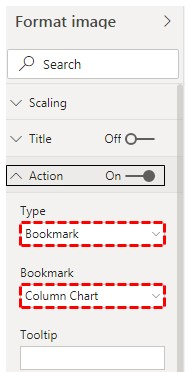 Format image
Search
Scaling
Title Off
Action On
Type
Bookmark
Bookmark
Column Chart
Tooltip